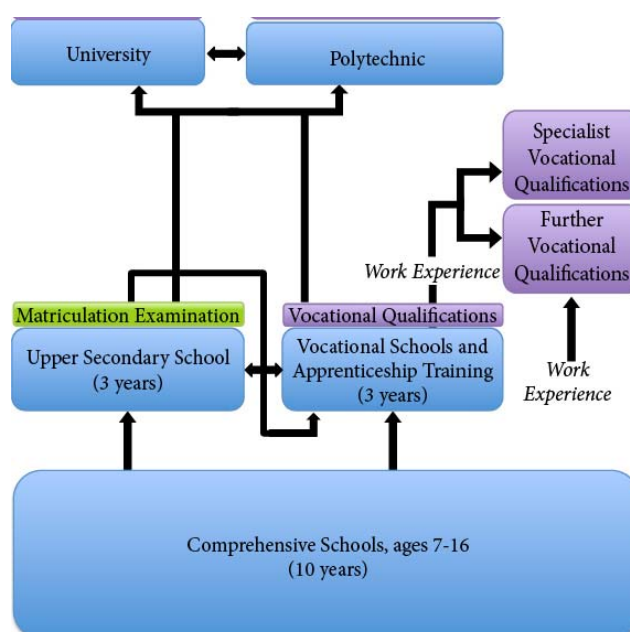 University
Polytechnic
Specialist
Vocational
Qualifications
Further
Vocational
Qualifications
Work Experience
Matriculation Examination
Vocational Qualifications
Upper Secondary School
(3 years)
Vocational Schools and
Apprenticeship Training
(3 years)
Work
Experience
Comprehensive Schools, ages 7-16
(10 years)